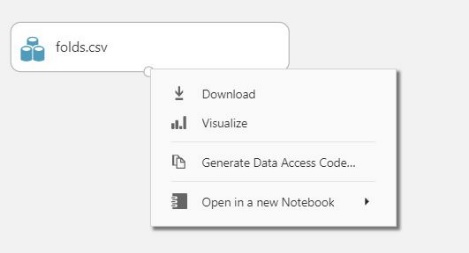 folds.csv
Download
Visualize
Generate Data Access Code...
Open in a new Notebook